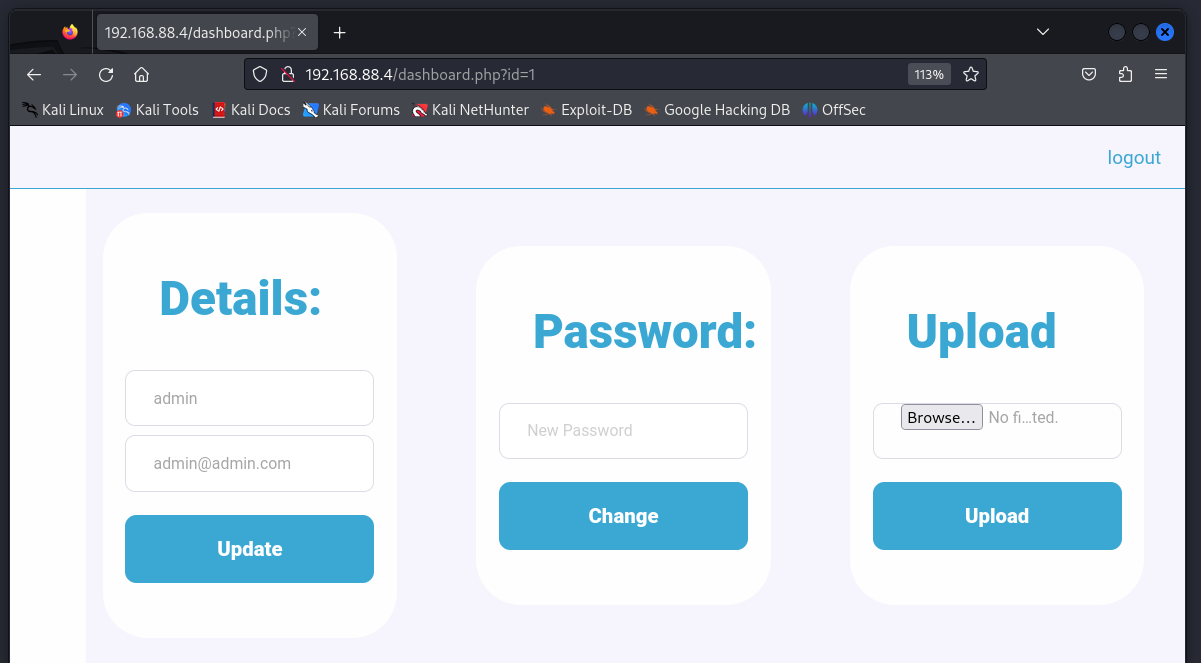 192.168.88.4/dashboard.php
192.168.88.4/dashboard.php?id=1
113%
Kali Linux
Kali Tools
Kali Docs
Kali Forums
Kali NetHunter
Exploit-DB
Google Hacking DB
OffSec
logout
Details:
admin
admin@admin.com
Update
Password:
New Password
Change
Upload
Browse... No fi...ted.
Upload